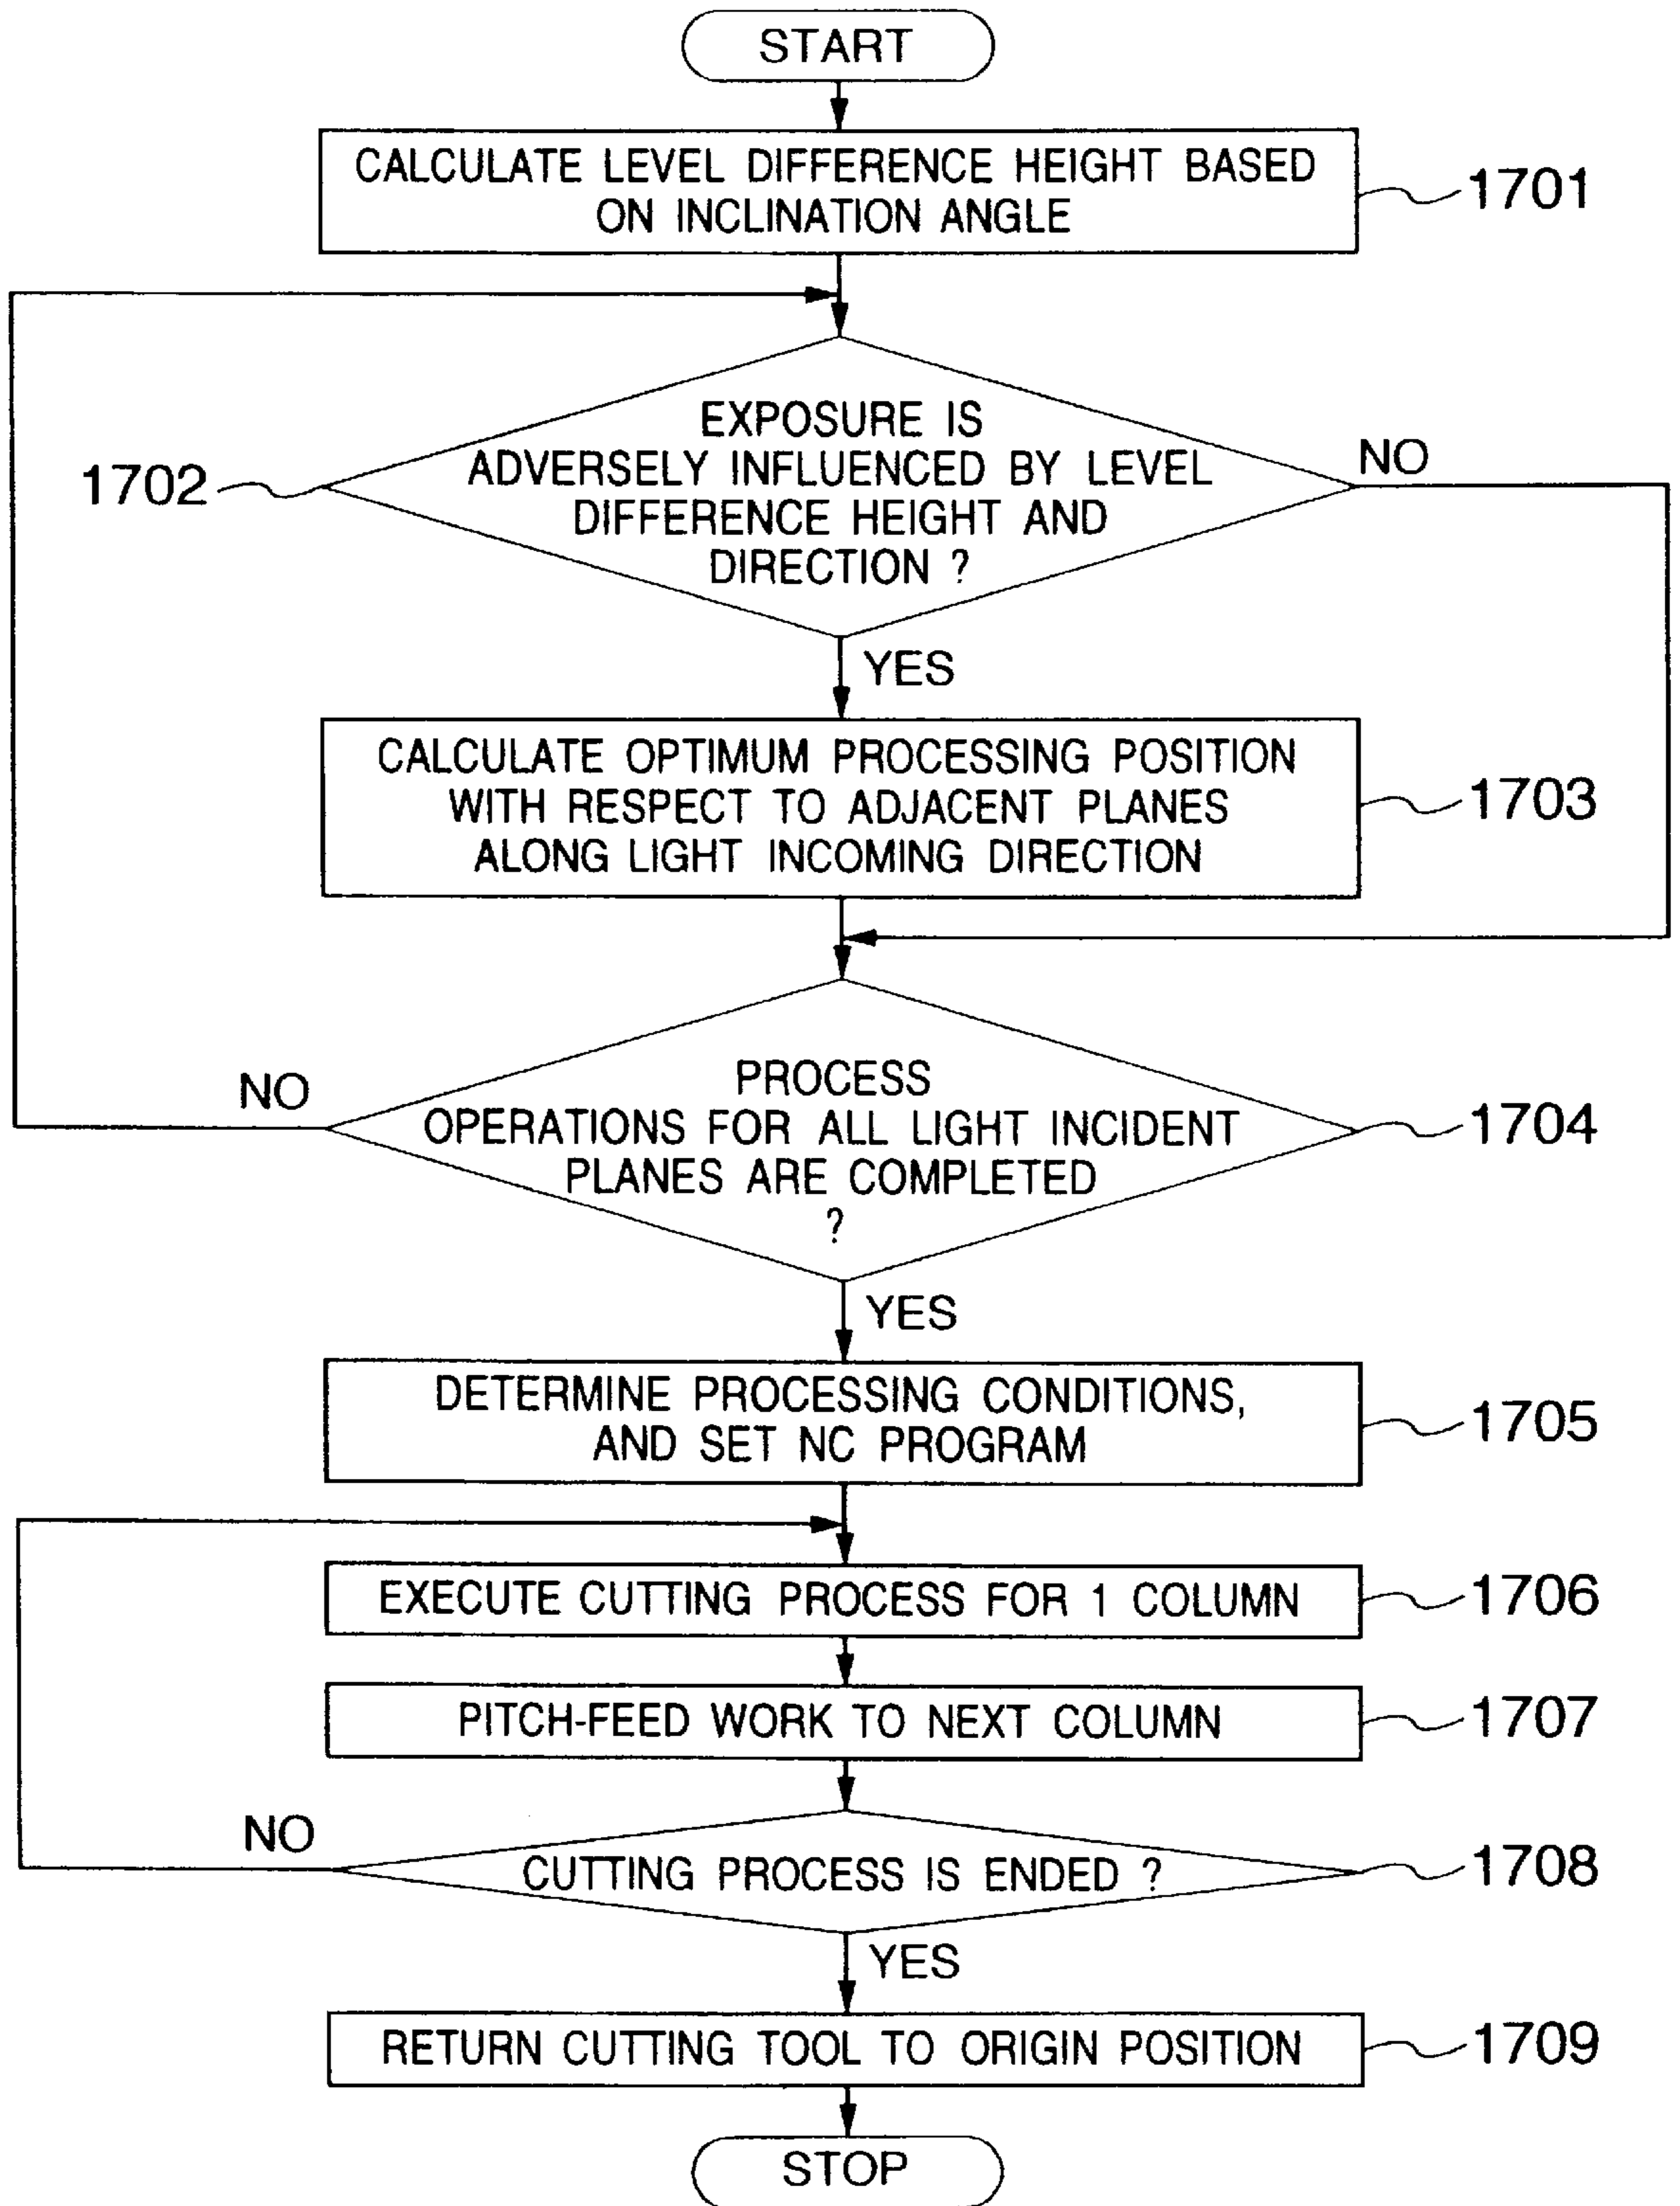 START
CALCULATE LEVEL DIFFERENCE HEIGHT BASED
ON INCLINATION ANGLE
1701
EXPOSURE IS
ADVERSELY INFLUENCED BY LEVEL
DIFFERENCE HEIGHT AND
DIRECTION ?
1702
NO
YES
CALCULATE OPTIMUM PROCESSING POSITION
WITH RESPECT TO ADJACENT PLANES
ALONG LIGHT INCOMING DIRECTION
1703
NO
PROCESS
OPERATIONS FOR ALL LIGHT INCIDENT
PLANES ARE COMPLETED
?
1704
YES
DETERMINE PROCESSING CONDITIONS,
AND SET NC PROGRAM
1705
EXECUTE CUTTING PROCESS FOR 1 COLUMN
1706
PITCH-FEED WORK TO NEXT COLUMN
1707
NO
CUTTING PROCESS IS ENDED ?
1708
YES
RETURN CUTTING TOOL TO ORIGIN POSITION
1709
STOP